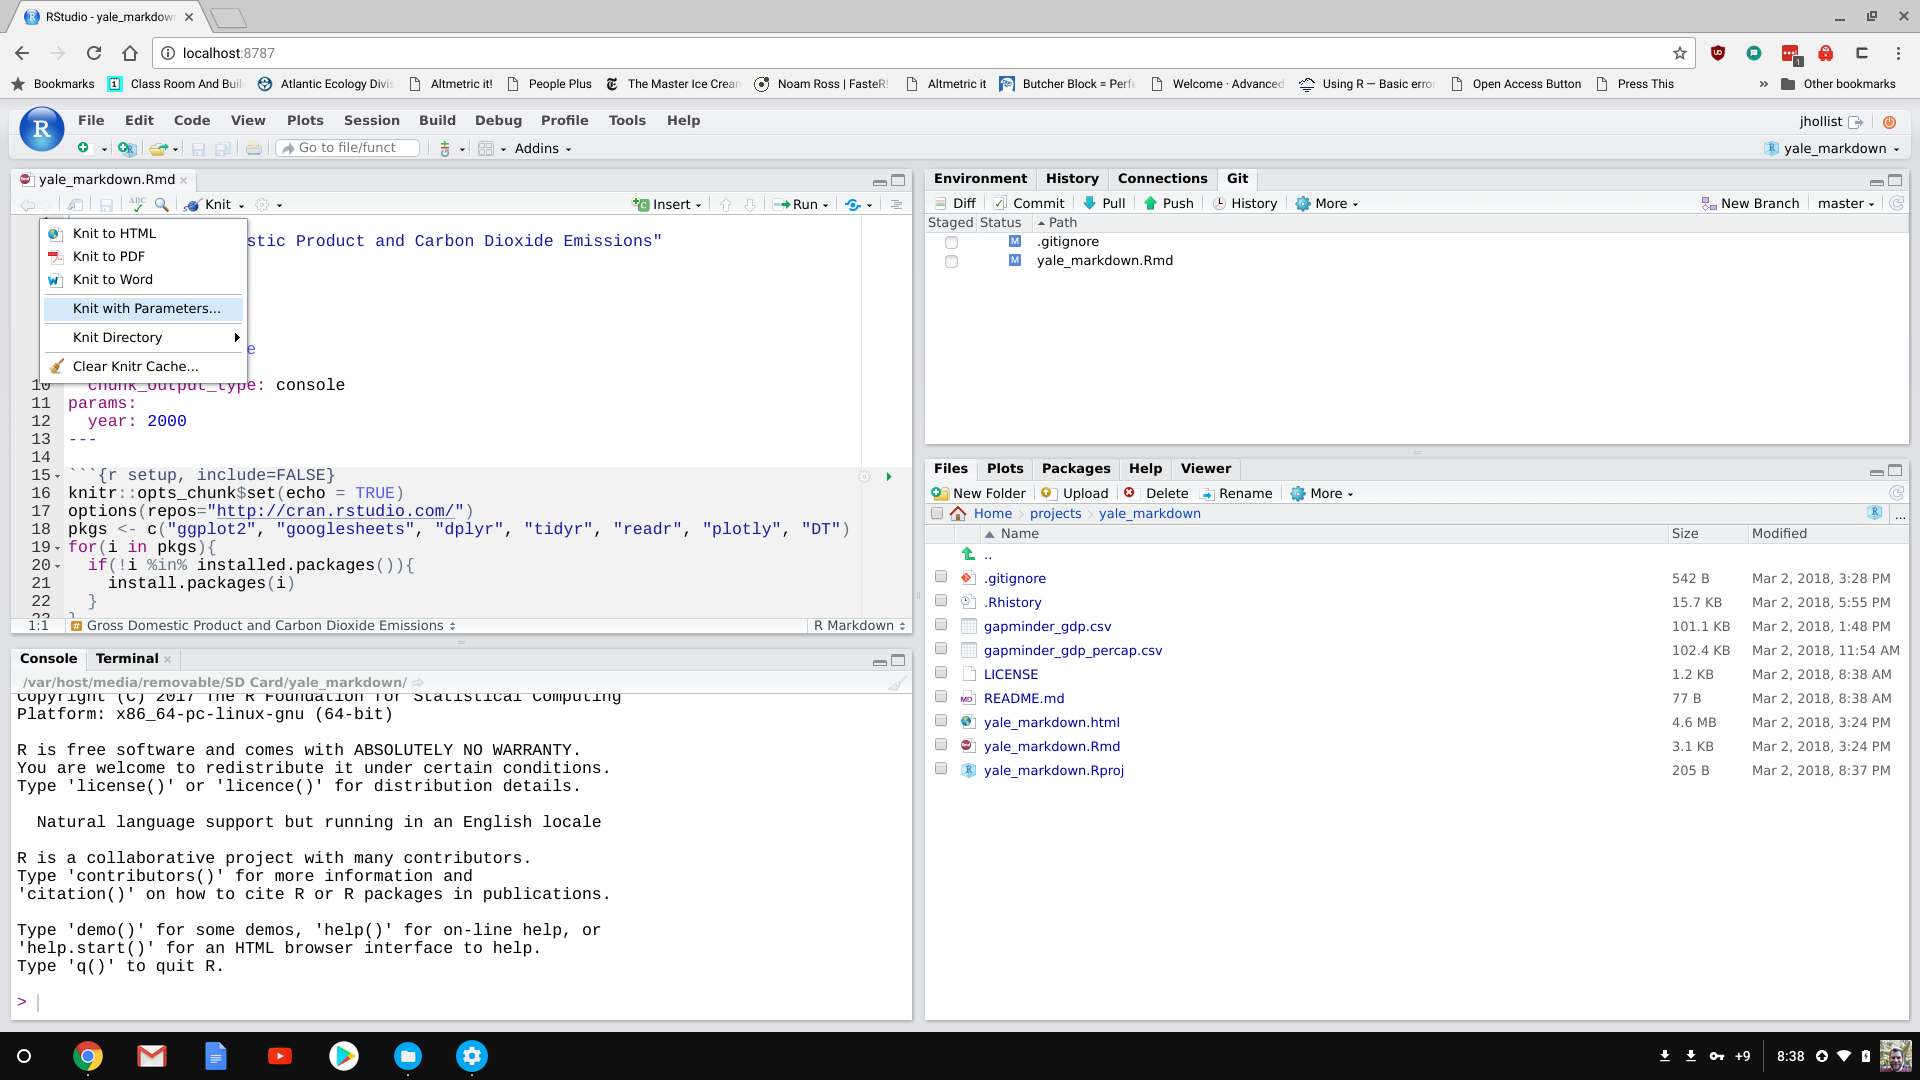 RStudio - yale_markdown
localhost:8787
Bookmarks
Class Room And Buil
Atlantic Ecology Divis
Altmetric it!
People Plus
The Master Ice Cream
Noam Ross | FasteR!
Altmetric it
Butcher Block = Perfe
Welcome · Advanced
Using R — Basic error
Open Access Button
Press This
»
Other bookmarks
File Edit Code View Plots Session Build Debug Profile Tools Help
jhollist
Go to file/funct
Addins
yale_markdown
yale_markdown.Rmd
ABC
Knit
Insert
Run
Knit to HTML
Knit to PDF
Knit to Word
Knit with Parameters...
Knit Directory
Clear Knitr Cache...
stic Product and Carbon Dioxide Emissions"
e
10 chunk_output_type: console
11 params:
12 year: 2000
13 ---
14
15 ```{r setup, include=FALSE}
16 knitr::opts_chunk$set(echo = TRUE)
17 options(repos="http://cran.rstudio.com/")
18 pkgs <- c("ggplot2", "googlesheets", "dplyr", "tidyr", "readr", "plotly", "DT")
19 for(i in pkgs){
20 if(!i %in% installed.packages()){
21 install.packages(i)
22 }
23 }
1:1 Gross Domestic Product and Carbon Dioxide Emissions
R Markdown
Console Terminal
/var/host/media/removable/SD Card/yale_markdown/
Copyright (C) 2017 The R Foundation for Statistical Computing
Platform: x86_64-pc-linux-gnu (64-bit)
R is free software and comes with ABSOLUTELY NO WARRANTY.
You are welcome to redistribute it under certain conditions.
Type 'license()' or 'licence()' for distribution details.
Natural language support but running in an English locale
R is a collaborative project with many contributors.
Type 'contributors()' for more information and
'citation()' on how to cite R or R packages in publications.
Type 'demo()' for some demos, 'help()' for on-line help, or
'help.start()' for an HTML browser interface to help.
Type 'q()' to quit R.
>
Environment History Connections Git
Diff Commit Pull Push History More
New Branch master
Staged Status Path
M .gitignore
M yale_markdown.Rmd
Files Plots Packages Help Viewer
New Folder Upload Delete Rename More
Home projects yale_markdown
...
Name Size Modified
..
.gitignore 542 B Mar 2, 2018, 3:28 PM
.Rhistory 15.7 KB Mar 2, 2018, 5:55 PM
gapminder_gdp.csv 101.1 KB Mar 2, 2018, 1:48 PM
gapminder_gdp_percap.csv 102.4 KB Mar 2, 2018, 11:54 AM
LICENSE 1.2 KB Mar 2, 2018, 8:38 AM
README.md 77 B Mar 2, 2018, 8:38 AM
yale_markdown.html 4.6 MB Mar 2, 2018, 3:24 PM
yale_markdown.Rmd 3.1 KB Mar 2, 2018, 3:24 PM
yale_markdown.Rproj 205 B Mar 2, 2018, 8:37 PM
+9
8:38